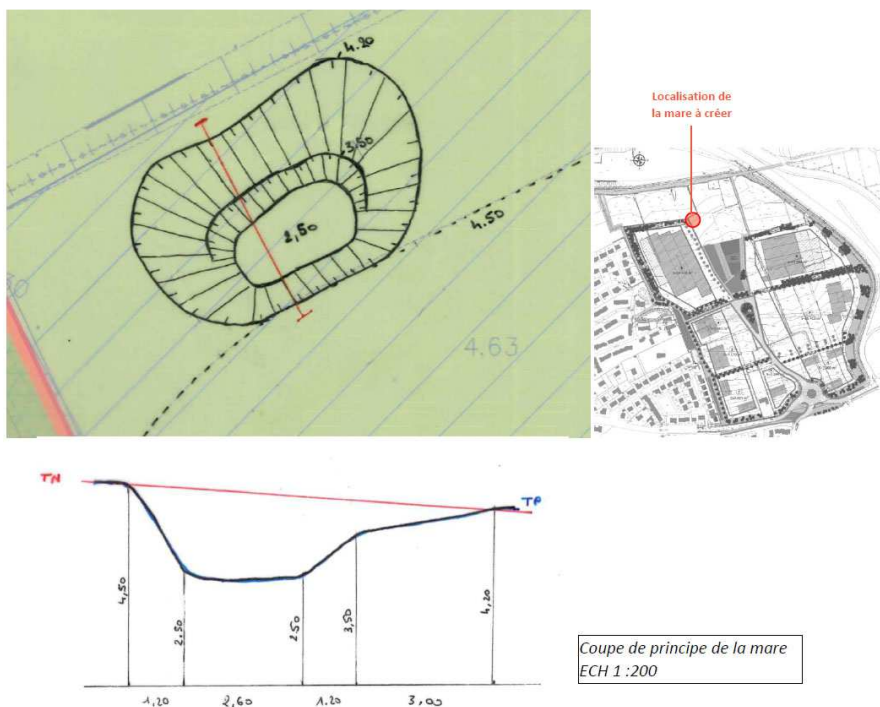 4.20
3,50
2,50
4.50
4.63
Localisation de
la mare à créer
TN
TP
4,50
2.50
2.50
3,50
4,20
1,20
2,60
1.20
3,00
Coupe de principe de la mare
ECH 1 :200